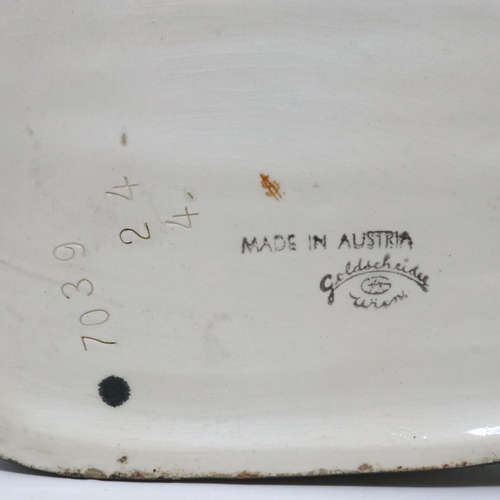 7039
24
4.
MADE IN AUSTRIA
Goldscheider
Wien.